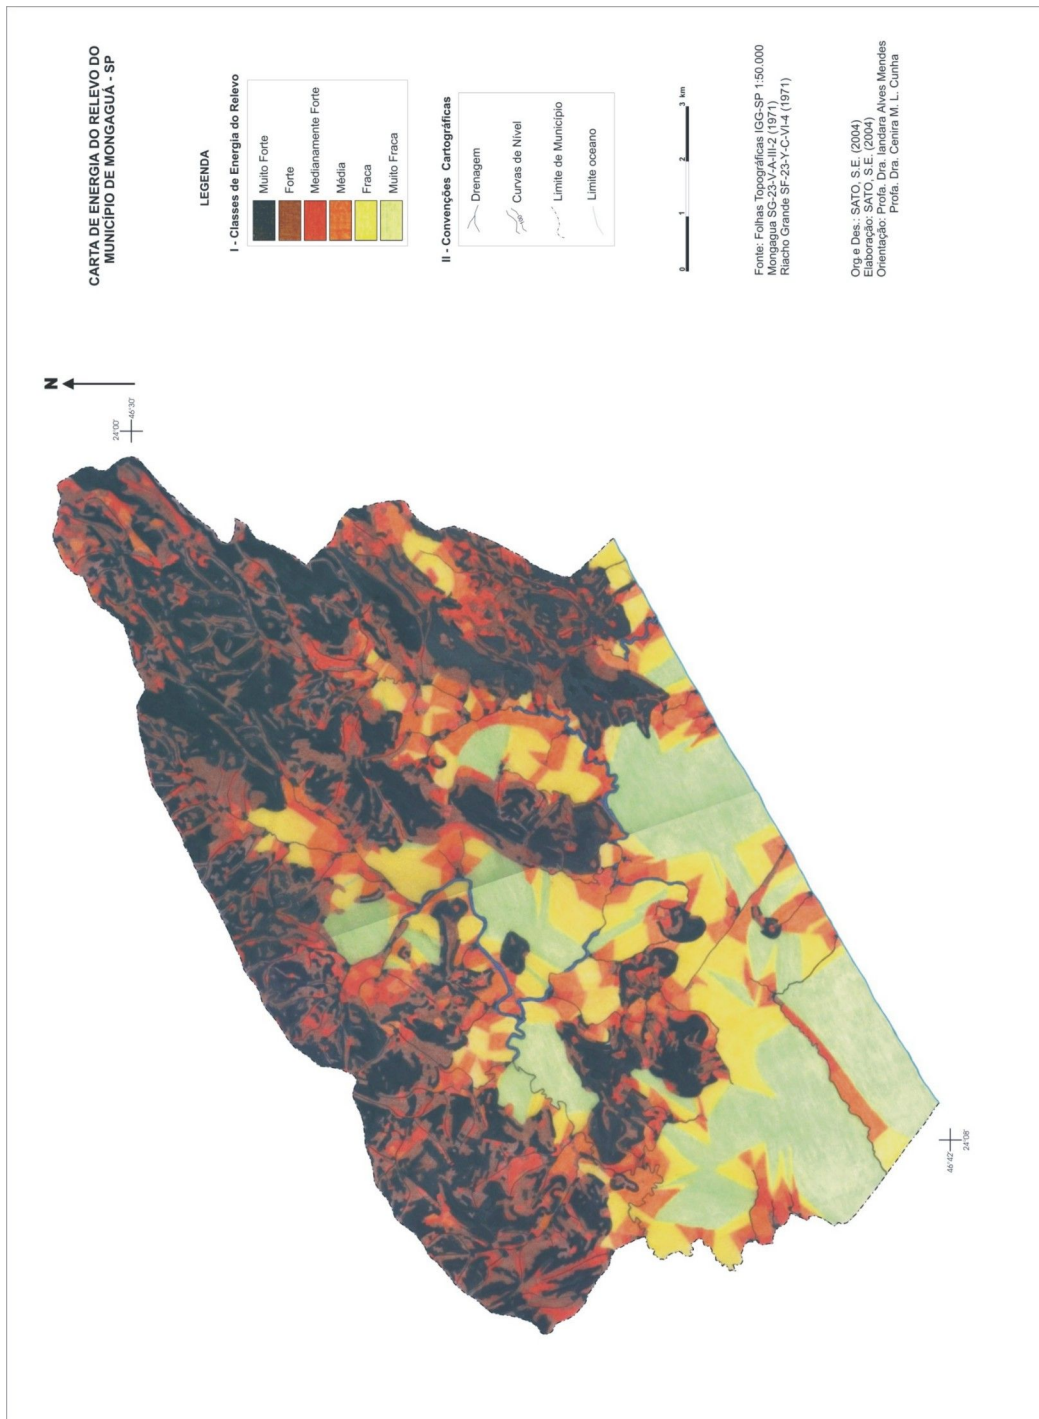 CARTA DE ENERGIA DO RELEVO DO
MUNICÍPIO DE MONGAGUÁ - SP
LEGENDA
I - Classes de Energia do Relevo
Muito Forte
Forte
Medianamente Forte
Média
Fraca
Muito Fraca
II - Convenções Cartográficas
Drenagem
Curvas de Nível
Limite de Município
Limite oceano
0 1 2 3 km
Fonte: Folhas Topográficas IGG-SP 1:50.000
Mongagua SG-23-V-A-III-2 (1971)
Riacho Grande SF-23-Y-C-VI-4 (1971)
Org.e Des.: SATO, S.E. (2004)
Elaboração: SATO, S.E. (2004)
Orientação: Profa. Dra. Iandara Alves Mendes
Profa. Dra. Cenira M. L. Cunha
N
24°00'
46°30'
46°42'
24°08'